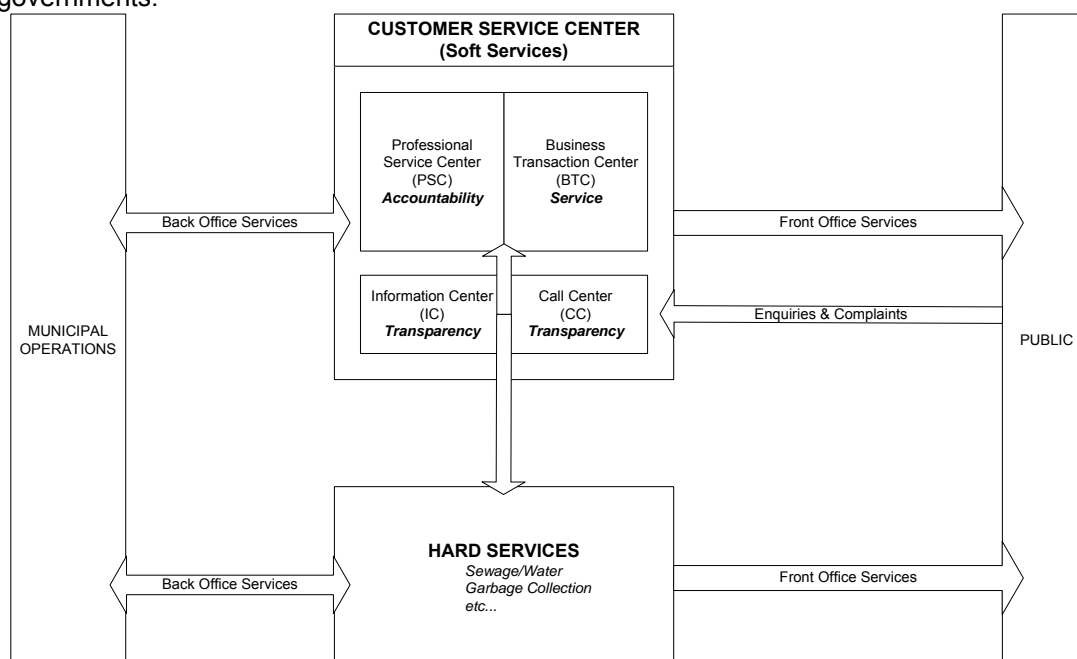 governments.
CUSTOMER SERVICE CENTER
(Soft Services)
Professional
Service Center
(PSC)
Accountability
Business
Transaction Center
(BTC)
Service
Back Office Services
Front Office Services
Information Center
(IC)
Transparency
Call Center
(CC)
Transparency
Enquiries & Complaints
MUNICIPAL
OPERATIONS
PUBLIC
HARD SERVICES
Sewage/Water
Garbage Collection
etc...
Back Office Services
Front Office Services